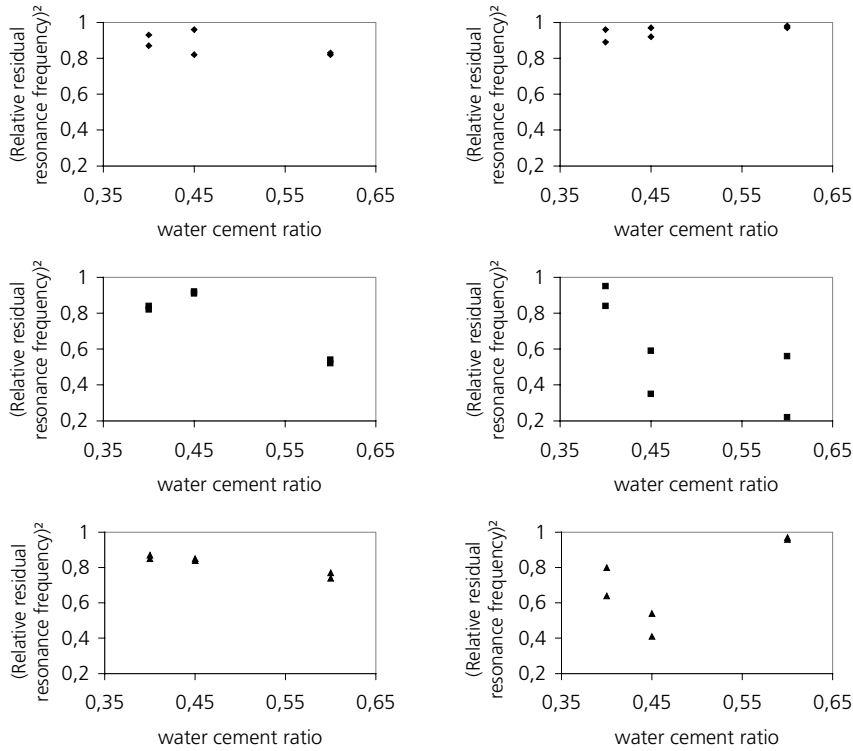 (Relative residual
resonance frequency)²
1
0,8
0,6
0,4
0,2
0,35 0,45 0,55 0,65
water cement ratio
(Relative residual
resonance frequency)²
1
0,8
0,6
0,4
0,2
0,35 0,45 0,55 0,65
water cement ratio
(Relative residual
resonance frequency)²
1
0,8
0,6
0,4
0,2
0,35 0,45 0,55 0,65
water cement ratio
(Relative residual
resonance frequency)²
1
0,8
0,6
0,4
0,2
0,35 0,45 0,55 0,65
water cement ratio
(Relative residual
resonance frequency)²
1
0,8
0,6
0,4
0,2
0,35 0,45 0,55 0,65
water cement ratio
(Relative residual
resonance frequency)²
1
0,8
0,6
0,4
0,2
0,35 0,45 0,55 0,65
water cement ratio